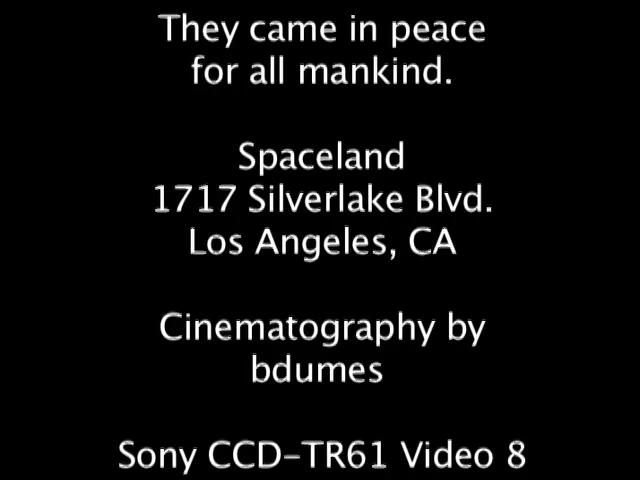 They came in peace
for all mankind.
Spaceland
1717 Silverlake Blvd.
Los Angeles, CA
Cinematography by
bdumes
Sony CCD-TR61 Video 8